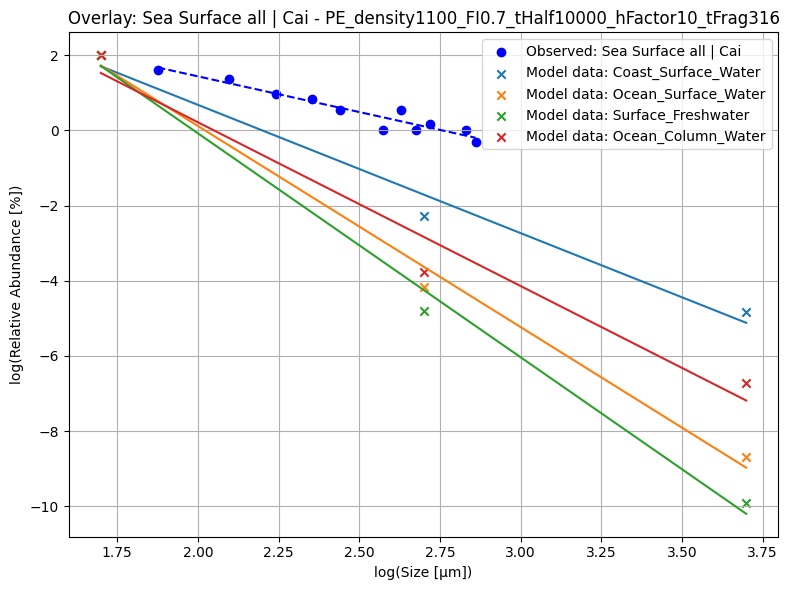 Overlay: Sea Surface all | Cai - PE_density1100_FI0.7_tHalf10000_hFactor10_tFrag316
Observed: Sea Surface all | Cai
Model data: Coast_Surface_Water
Model data: Ocean_Surface_Water
Model data: Surface_Freshwater
Model data: Ocean_Column_Water
log(Relative Abundance [%])
2
0
−2
−4
−6
−8
−10
1.75
2.00
2.25
2.50
2.75
3.00
3.25
3.50
3.75
log(Size [μm])